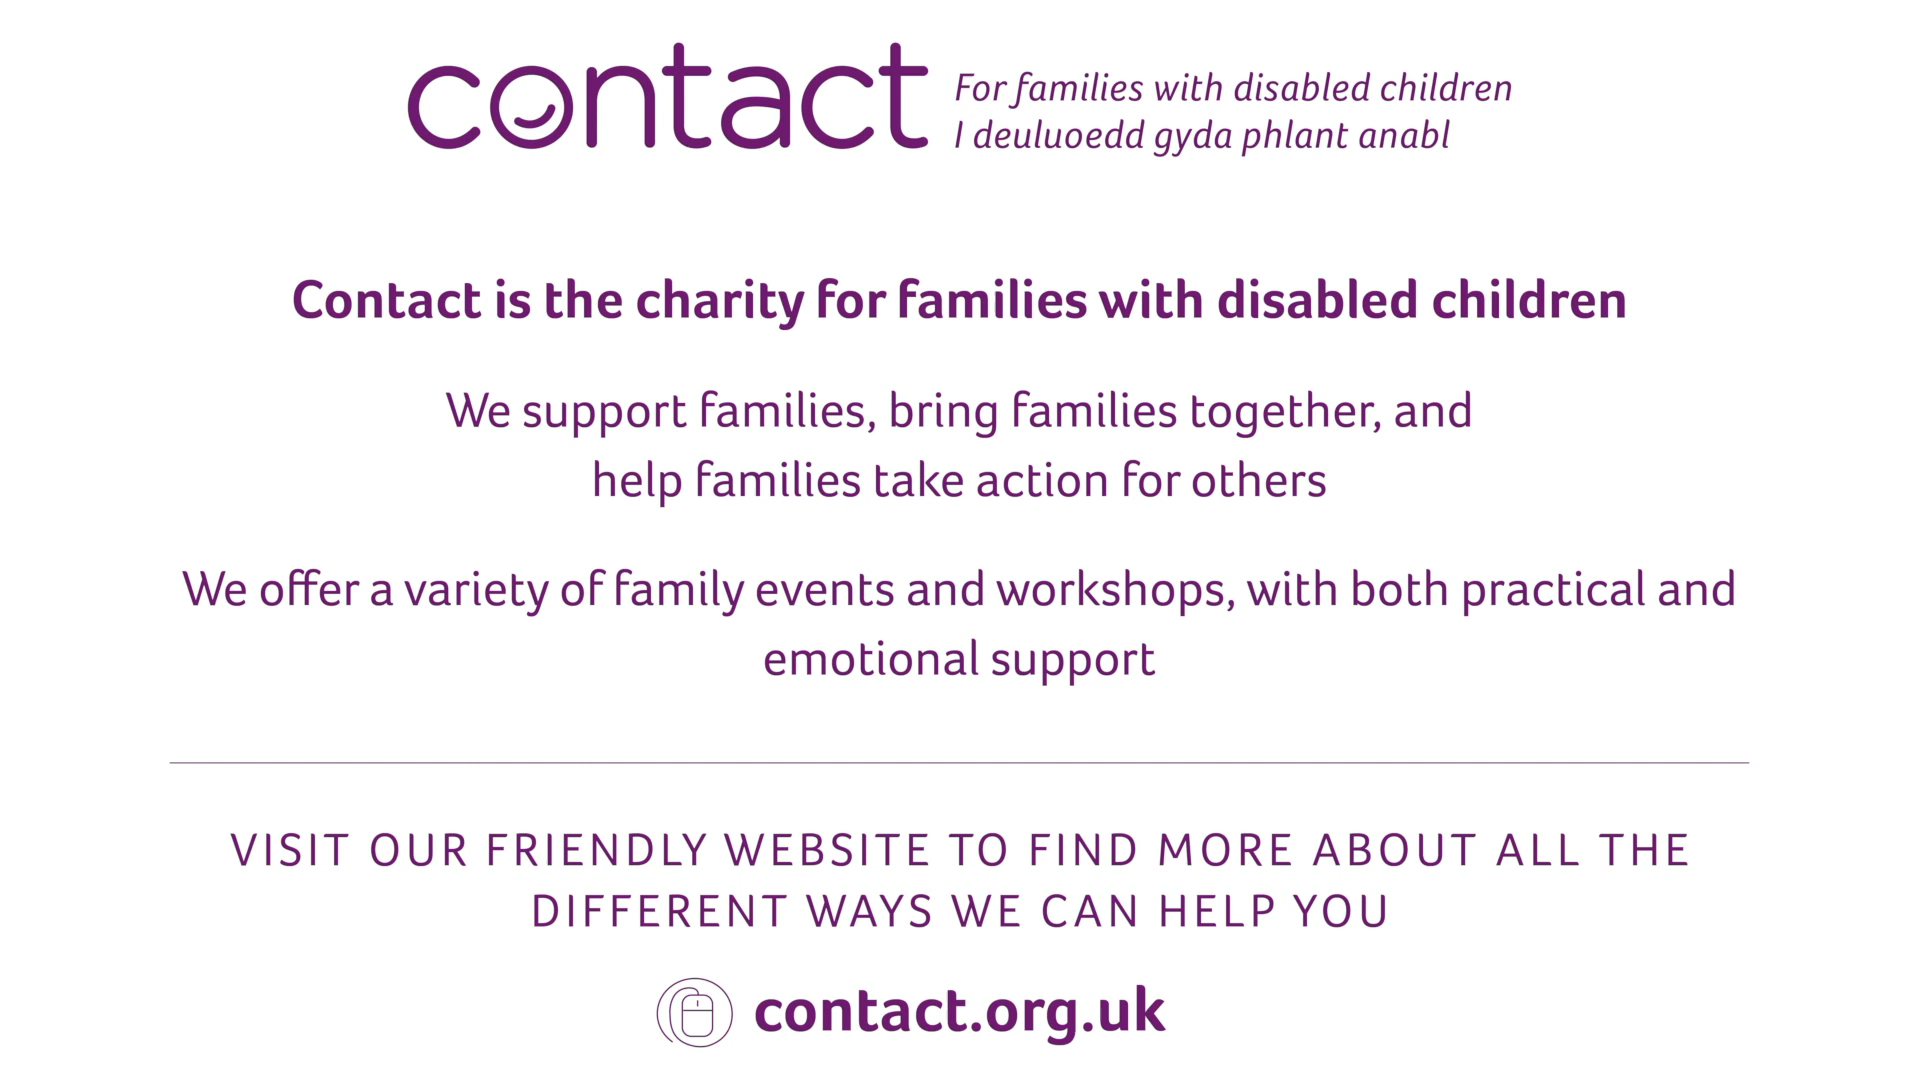 contact
For families with disabled children
I deuluoedd gyda phlant anabl
Contact is the charity for families with disabled children
We support families, bring families together, and
help families take action for others
We offer a variety of family events and workshops, with both practical and
emotional support
VISIT OUR FRIENDLY WEBSITE TO FIND MORE ABOUT ALL THE
DIFFERENT WAYS WE CAN HELP YOU
contact.org.uk